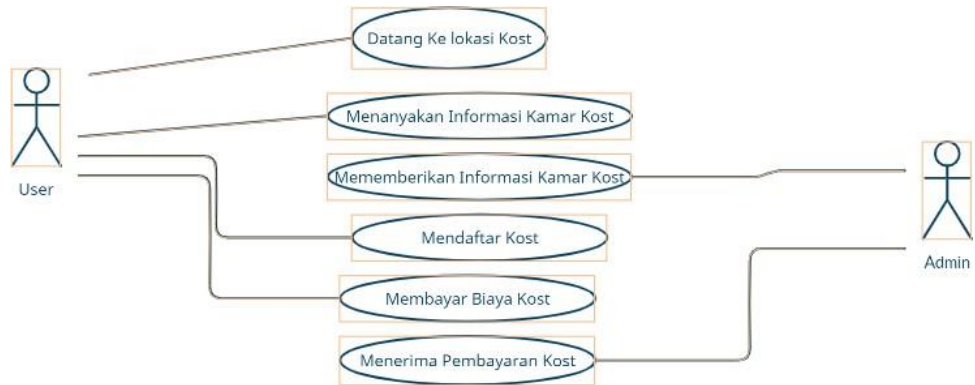 Datang Ke lokasi Kost
Menanyakan Informasi Kamar Kost
User
Mememberikan Informasi Kamar Kost
Mendaftar Kost
Admin
Membayar Biaya Kost
Menerima Pembayaran Kost